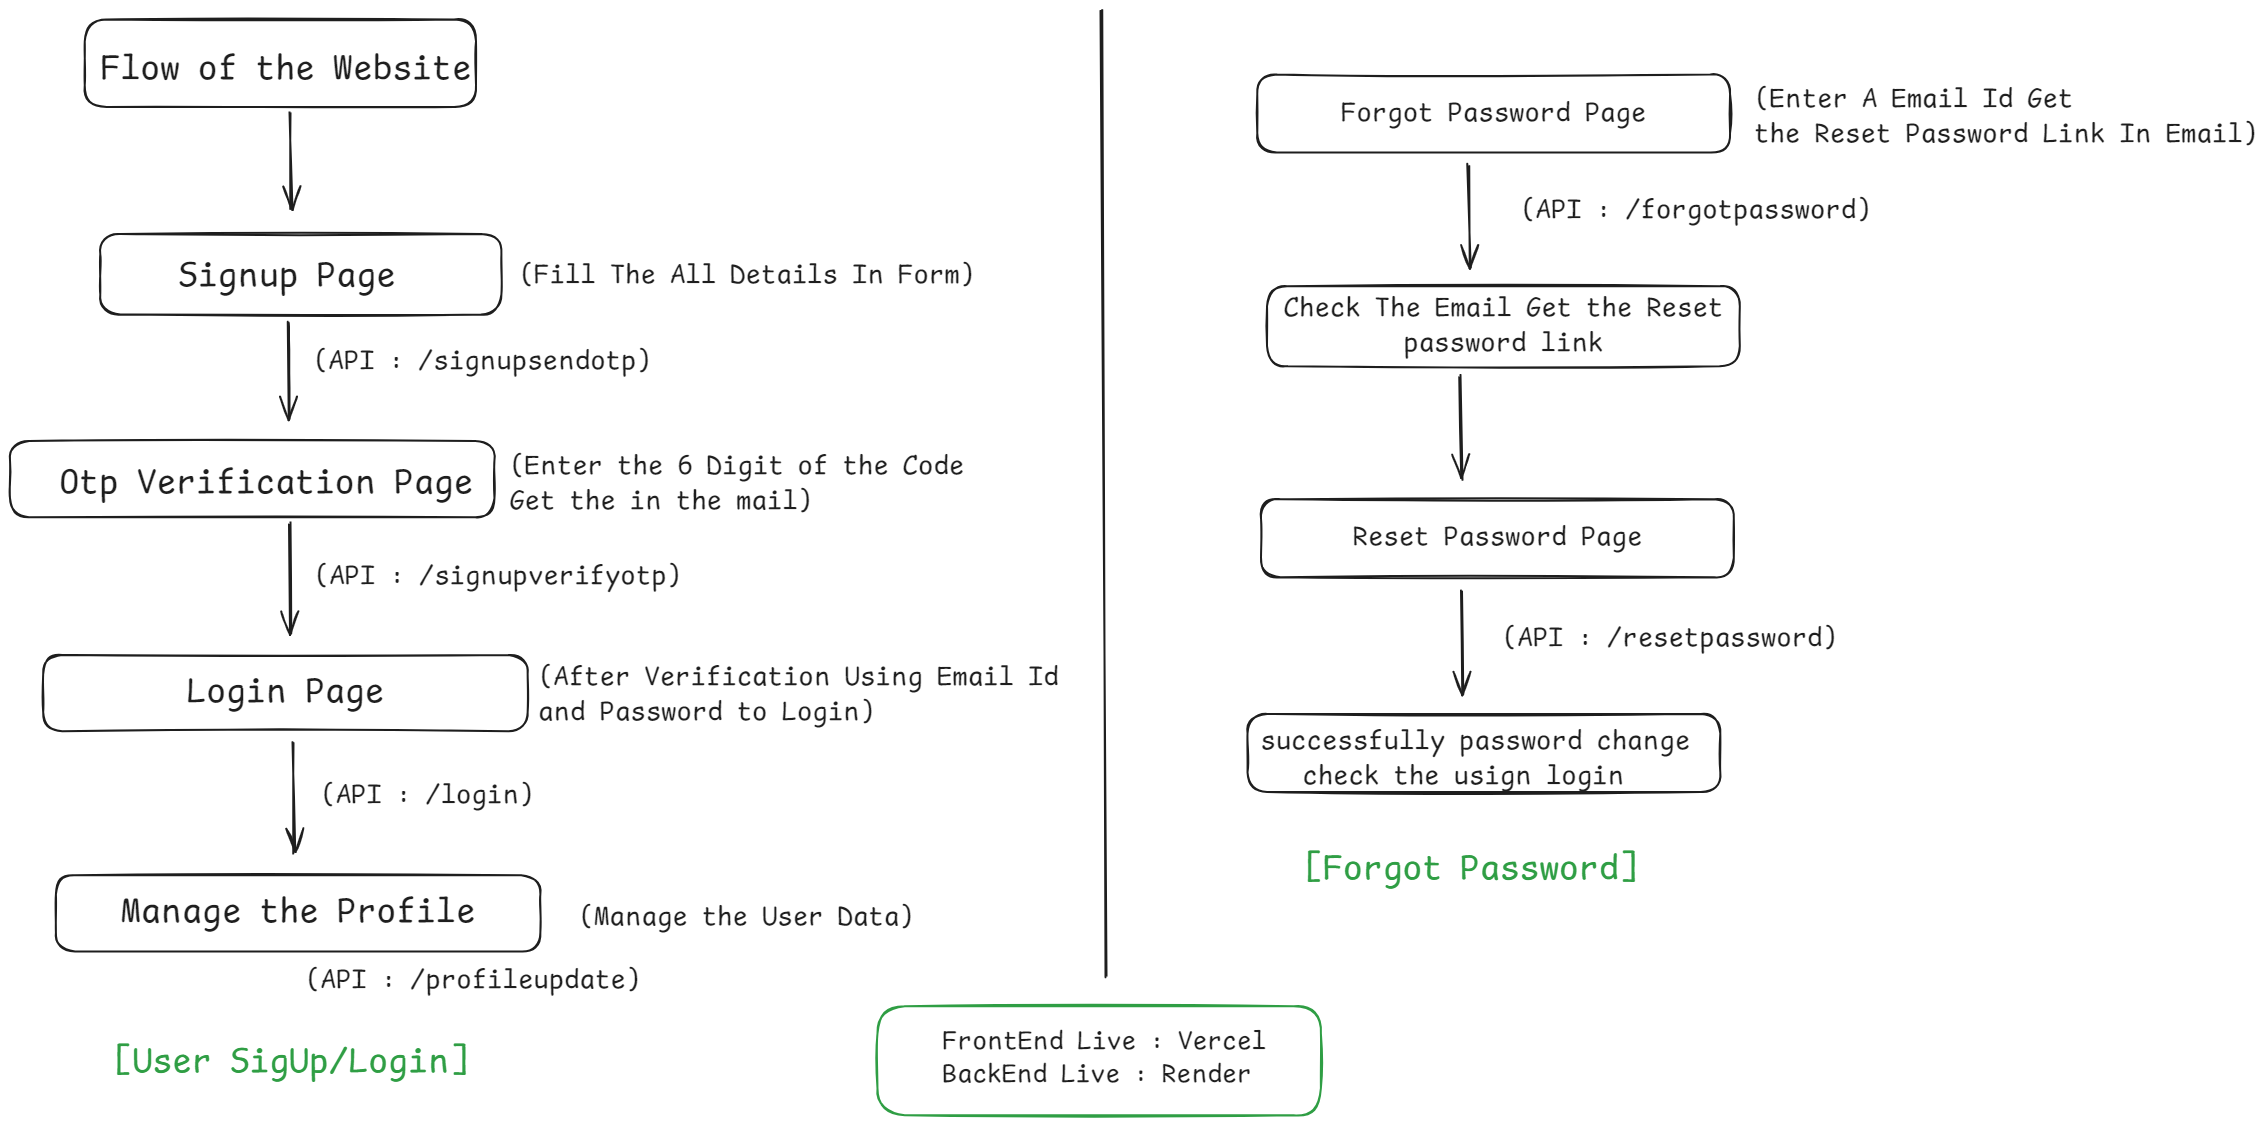 Flow of the Website
Signup Page
(Fill The All Details In Form)
(API : /signupsendotp)
Otp Verification Page
(Enter the 6 Digit of the Code
Get the in the mail)
(API : /signupverifyotp)
Login Page
(After Verification Using Email Id
and Password to Login)
(API : /login)
Manage the Profile
(Manage the User Data)
(API : /profileupdate)
[User SigUp/Login]
Forgot Password Page
(Enter A Email Id Get
the Reset Password Link In Email)
(API : /forgotpassword)
Check The Email Get the Reset
password link
Reset Password Page
(API : /resetpassword)
successfully password change
check the usign login
[Forgot Password]
FrontEnd Live : Vercel
BackEnd Live : Render